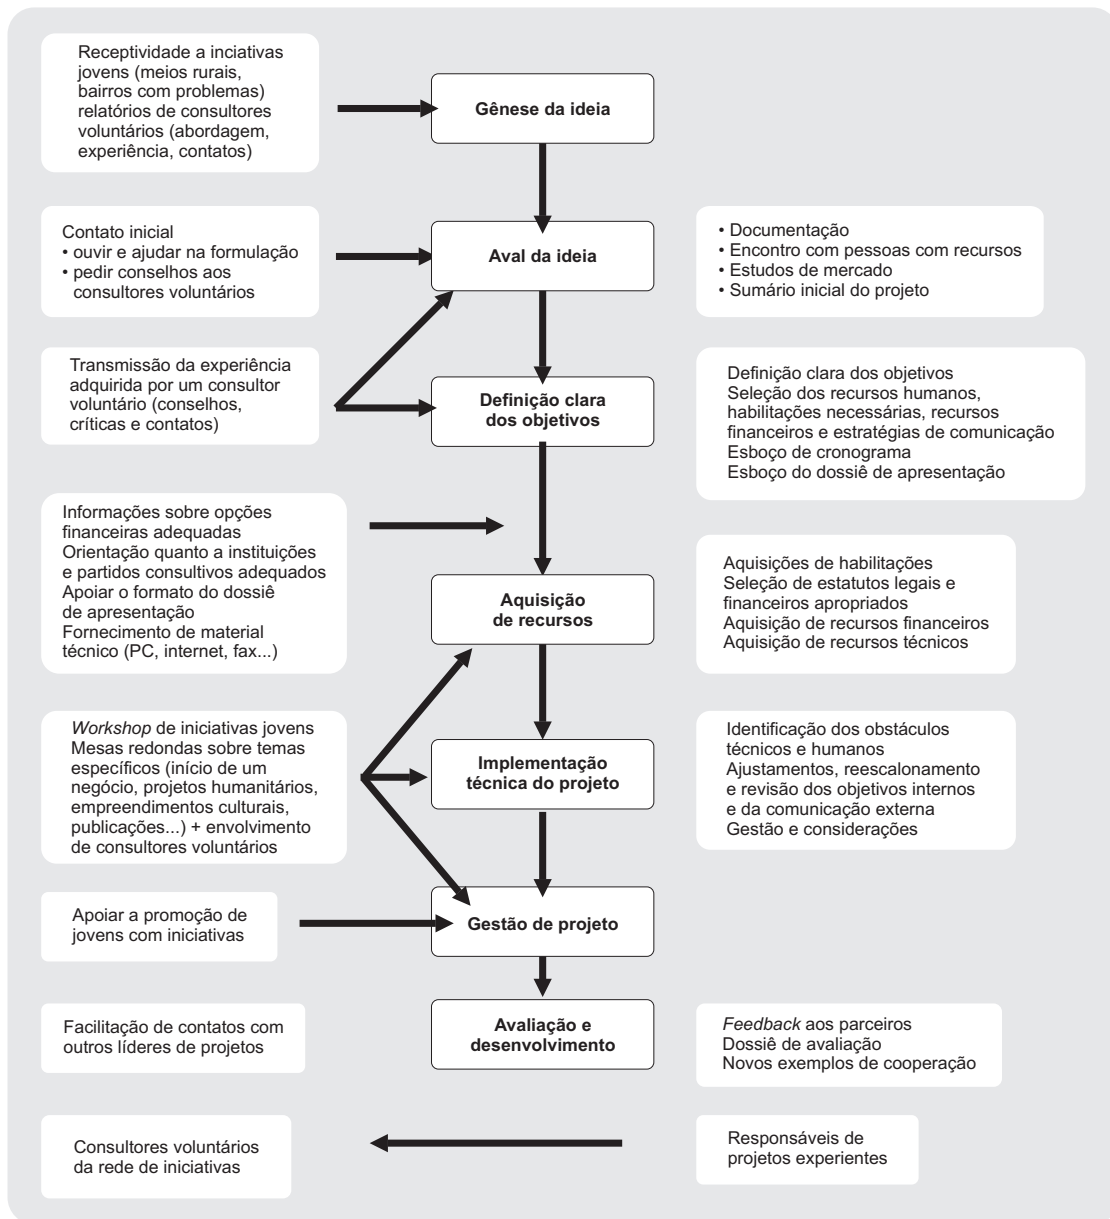 Receptividade a inciativas
jovens (meios rurais,
bairros com problemas)
relatórios de consultores
voluntários (abordagem,
experiência, contatos)
Gênese da ideia
Contato inicial
• ouvir e ajudar na formulação
• pedir conselhos aos
consultores voluntários
Aval da ideia
• Documentação
• Encontro com pessoas com recursos
• Estudos de mercado
• Sumário inicial do projeto
Transmissão da experiência
adquirida por um consultor
voluntário (conselhos,
críticas e contatos)
Definição clara
dos objetivos
Definição clara dos objetivos
Seleção dos recursos humanos,
habilitações necessárias, recursos
financeiros e estratégias de comunicação
Esboço de cronograma
Esboço do dossiê de apresentação
Informações sobre opções
financeiras adequadas
Orientação quanto a instituições
e partidos consultivos adequados
Apoiar o formato do dossiê
de apresentação
Fornecimento de material
técnico (PC, internet, fax...)
Aquisição
de recursos
Aquisições de habilitações
Seleção de estatutos legais e
financeiros apropriados
Aquisição de recursos financeiros
Aquisição de recursos técnicos
Workshop de iniciativas jovens
Mesas redondas sobre temas
específicos (início de um
negócio, projetos humanitários,
empreendimentos culturais,
publicações...) + envolvimento
de consultores voluntários
Implementação
técnica do projeto
Identificação dos obstáculos
técnicos e humanos
Ajustamentos, reescalonamento
e revisão dos objetivos internos
e da comunicação externa
Gestão e considerações
Apoiar a promoção de
jovens com iniciativas
Gestão de projeto
Facilitação de contatos com
outros líderes de projetos
Avaliação e
desenvolvimento
Feedback aos parceiros
Dossiê de avaliação
Novos exemplos de cooperação
Consultores voluntários
da rede de iniciativas
Responsáveis de
projetos experientes